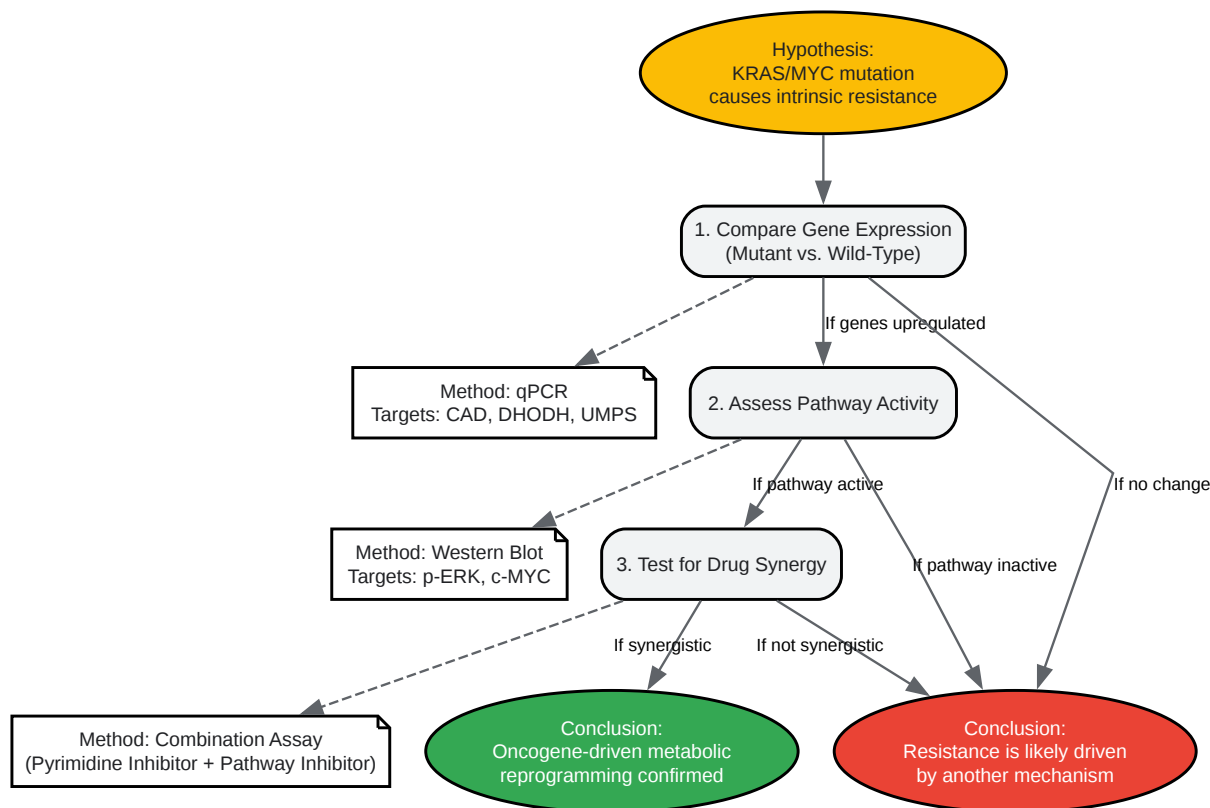 Hypothesis:
KRAS/MYC mutation
causes intrinsic resistance
1. Compare Gene Expression
(Mutant vs. Wild-Type)
If genes upregulated
Method: qPCR
Targets: CAD, DHODH, UMPS
2. Assess Pathway Activity
If pathway active
If no change
Method: Western Blot
Targets: p-ERK, c-MYC
3. Test for Drug Synergy
If pathway inactive
If synergistic
If not synergistic
Method: Combination Assay
(Pyrimidine Inhibitor + Pathway Inhibitor)
Conclusion:
Oncogene-driven metabolic
reprogramming confirmed
Conclusion:
Resistance is likely driven
by another mechanism